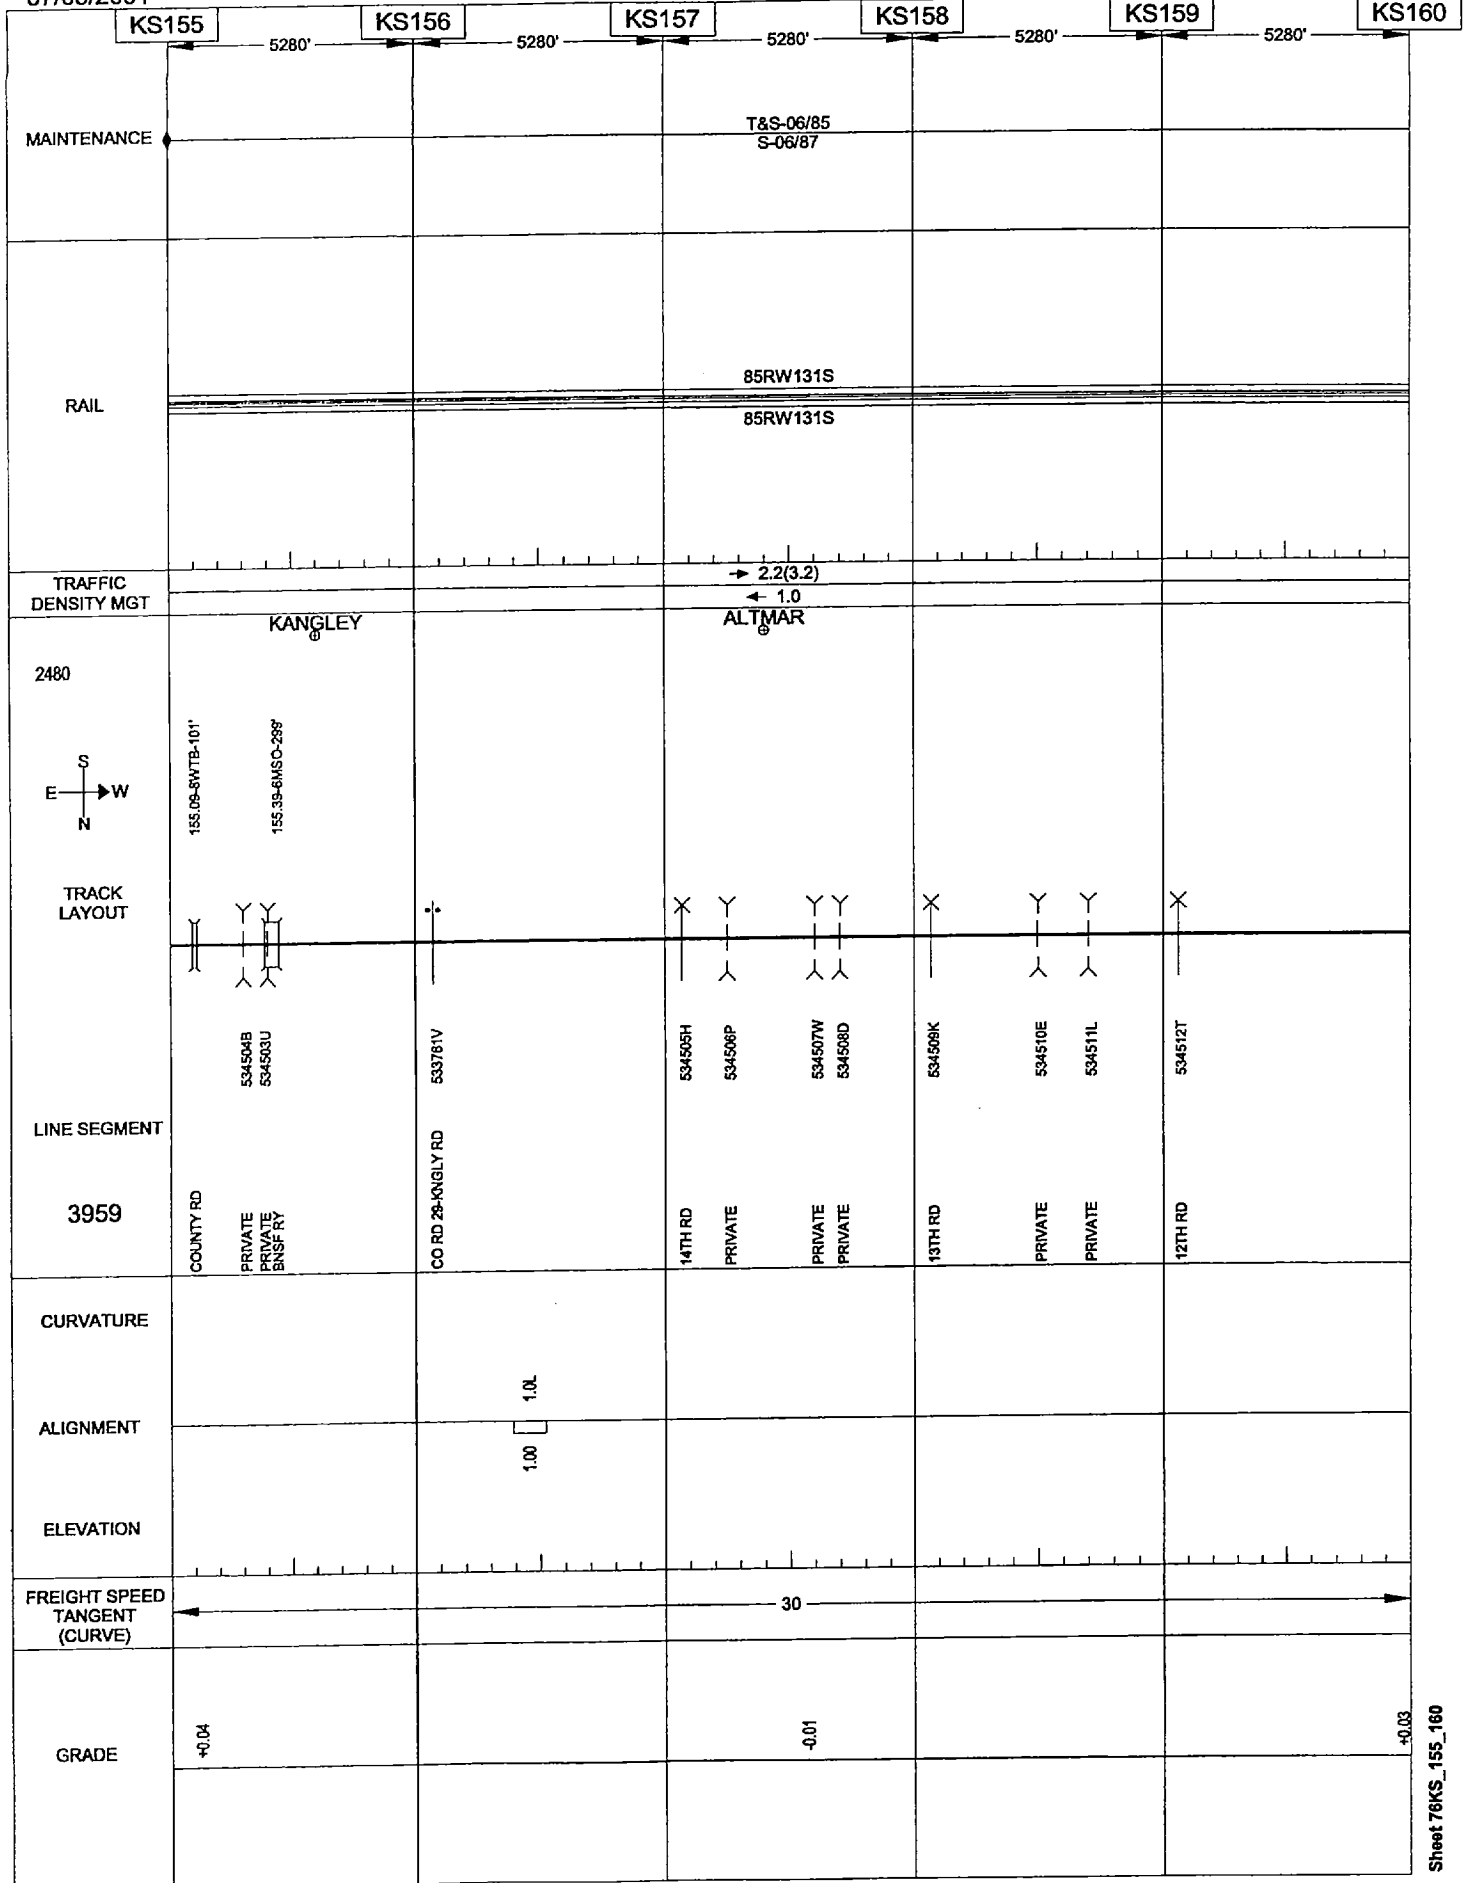 KS155 KS156 KS157 KS158 KS159 KS160
5280' 5280' 5280' 5280' 5280'
MAINTENANCE
T&S-06/85
S-06/87
RAIL
85RW131S
85RW131S
TRAFFIC
DENSITY MGT
2.2(3.2)
1.0
KANGLEY ALTMAR
2480
155.09-8WTB-101'
155.39-6MSO-299'
S
E W
N
TRACK
LAYOUT
534504B
534503U
533761V
534505H
534506P
534507W
534508D
534509K
534510E
534511L
534512T
LINE SEGMENT
3959
COUNTY RD
PRIVATE
PRIVATE
BNSF RY
CO RD 29-KNGLY RD
14TH RD
PRIVATE
PRIVATE
PRIVATE
13TH RD
PRIVATE
PRIVATE
12TH RD
CURVATURE
1.0L
ALIGNMENT
1.00
ELEVATION
FREIGHT SPEED
TANGENT
(CURVE)
30
GRADE
+0.04
-0.01
+0.03
Sheet 76KS_155_160